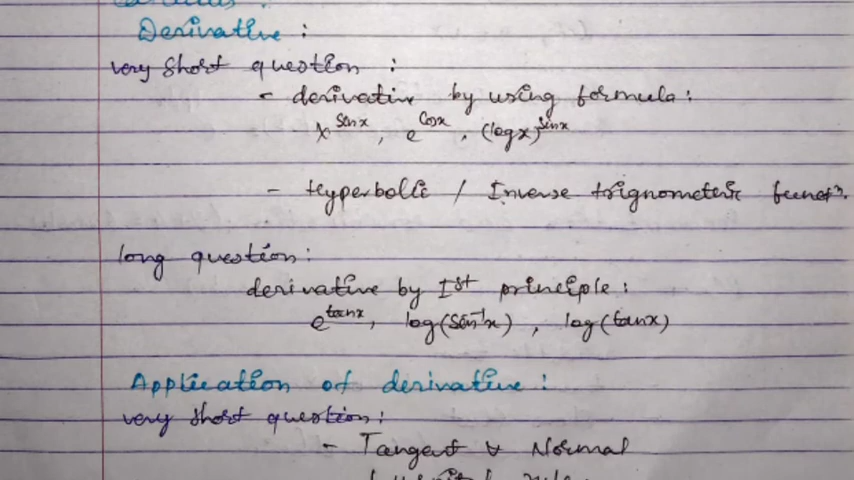 Derivative :
very short question :
- derivative by using formula :
x^sinx, e^cosx, (logx)^sinx
- Hyperbolic / Inverse trignometric funct^n.
long question :
derivative by Ist principle :
e^tanx, log(sin^-1x), log(tanx)
Application of derivative :
very short question :
- Tangent & Normal